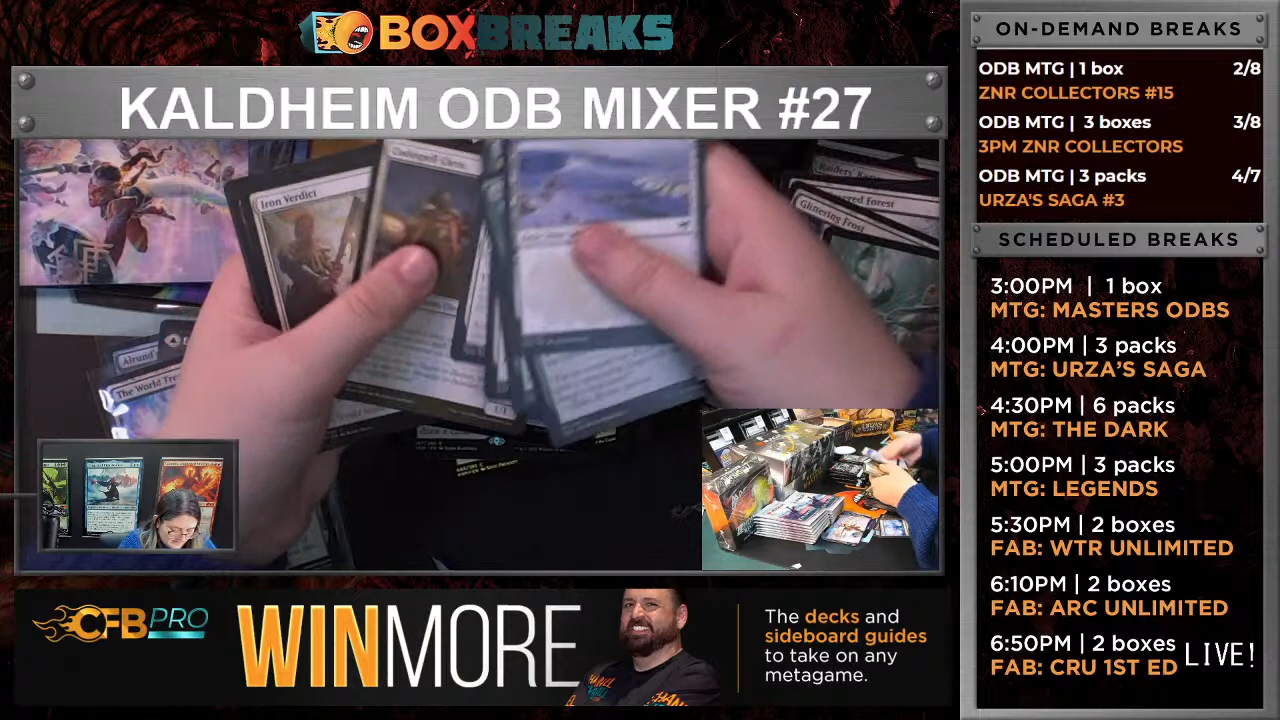 BOXBREAKS
KALDHEIM ODB MIXER #27
Iron Verdict
Glittering Frost
Alrund's
The World Tree
1/1
CFB PRO
WINMORE
The decks and
sideboard guides
to take on any
metagame.
ON-DEMAND BREAKS
ODB MTG | 1 box 2/8
ZNR COLLECTORS #15
ODB MTG | 3 boxes 3/8
3PM ZNR COLLECTORS
ODB MTG | 3 packs 4/7
URZA'S SAGA #3
SCHEDULED BREAKS
3:00PM | 1 box
MTG: MASTERS ODBS
4:00PM | 3 packs
MTG: URZA'S SAGA
4:30PM | 6 packs
MTG: THE DARK
5:00PM | 3 packs
MTG: LEGENDS
5:30PM | 2 boxes
FAB: WTR UNLIMITED
6:10PM | 2 boxes
FAB: ARC UNLIMITED
6:50PM | 2 boxes
FAB: CRU 1ST ED
LIVE!